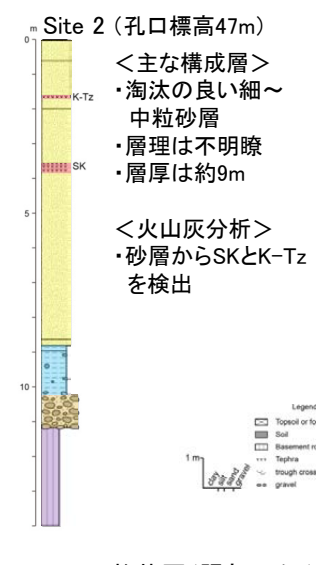 m Site 2（孔口標高47m）
0
K-Tz
SK
5
10
＜主な構成層＞
・淘汰の良い細～
中粒砂層
・層理は不明瞭
・層厚は約9m
＜火山灰分析＞
・砂層からSKとK-Tz
を検出
Legend
Topsoil or fo
Soil
Basement ro
Tephra
trough cross
gravel
1 m
clay
silt
sand
gravel